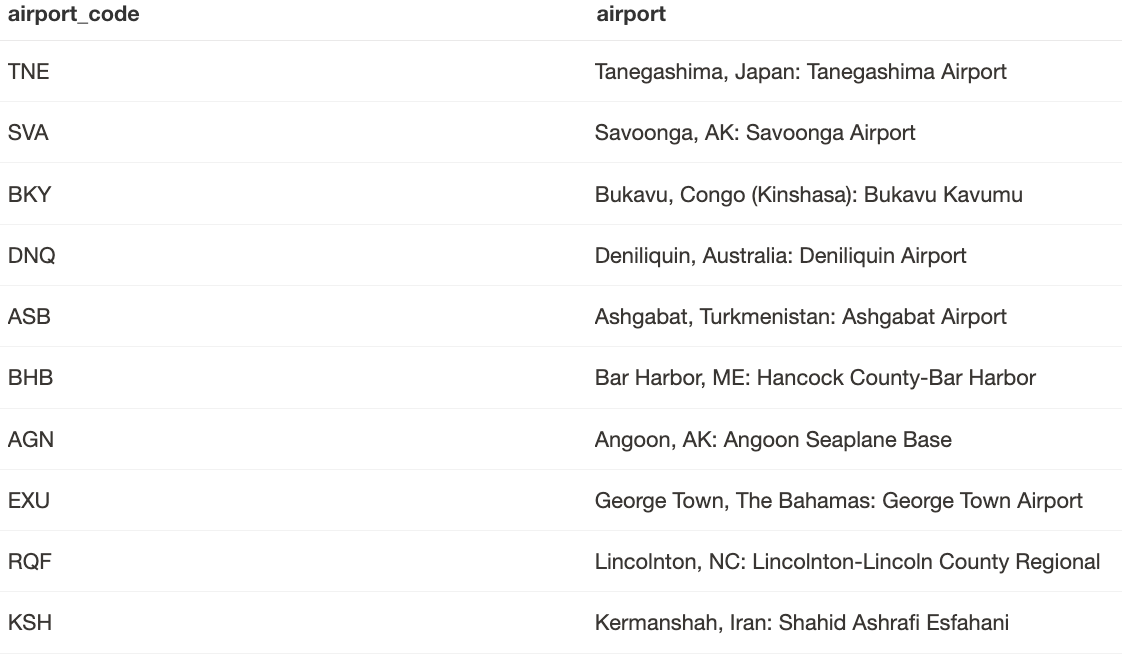 airport_code airport
TNE Tanegashima, Japan: Tanegashima Airport
SVA Savoonga, AK: Savoonga Airport
BKY Bukavu, Congo (Kinshasa): Bukavu Kavumu
DNQ Deniliquin, Australia: Deniliquin Airport
ASB Ashgabat, Turkmenistan: Ashgabat Airport
BHB Bar Harbor, ME: Hancock County-Bar Harbor
AGN Angoon, AK: Angoon Seaplane Base
EXU George Town, The Bahamas: George Town Airport
RQF Lincolnton, NC: Lincolnton-Lincoln County Regional
KSH Kermanshah, Iran: Shahid Ashrafi Esfahani